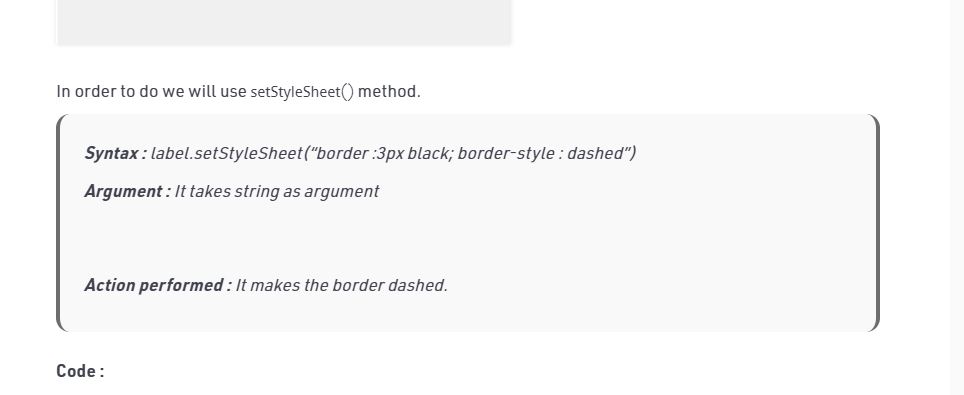 In order to do we will use setStyleSheet() method.
Syntax : label.setStyleSheet(“border :3px black; border-style : dashed”)
Argument : It takes string as argument
Action performed : It makes the border dashed.
Code :